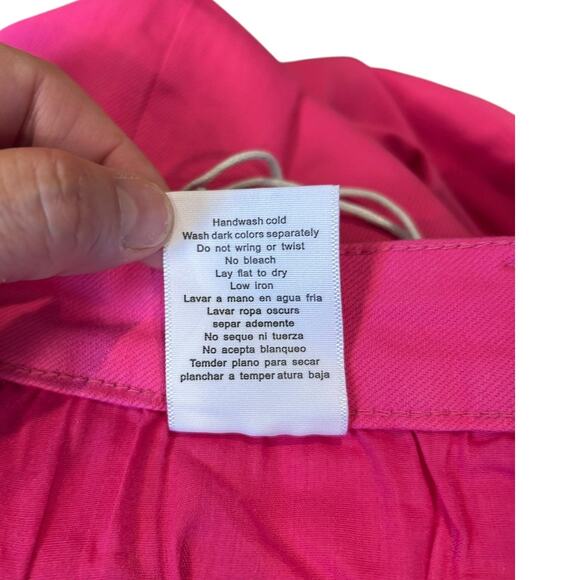 Handwash cold
Wash dark colors separately
Do not wring or twist
No bleach
Lay flat to dry
Low iron
Lavar a mano en agua fria
Lavar ropa oscurs
separ ademente
No seque ni tuerza
No acepta blanqueo
Temder plano para secar
planchar a temper atura baja